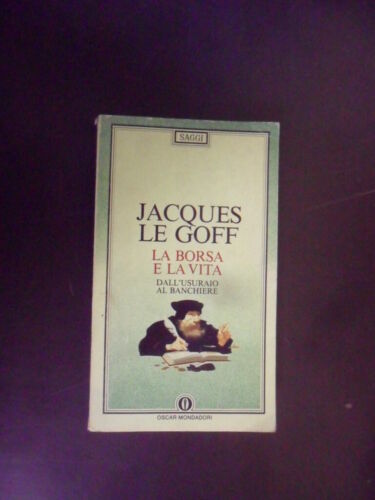 SAGGI
JACQUES
LE GOFF
LA BORSA
E LA VITA
DALL'USURAIO
AL BANCHIERE
OSCAR MONDADORI